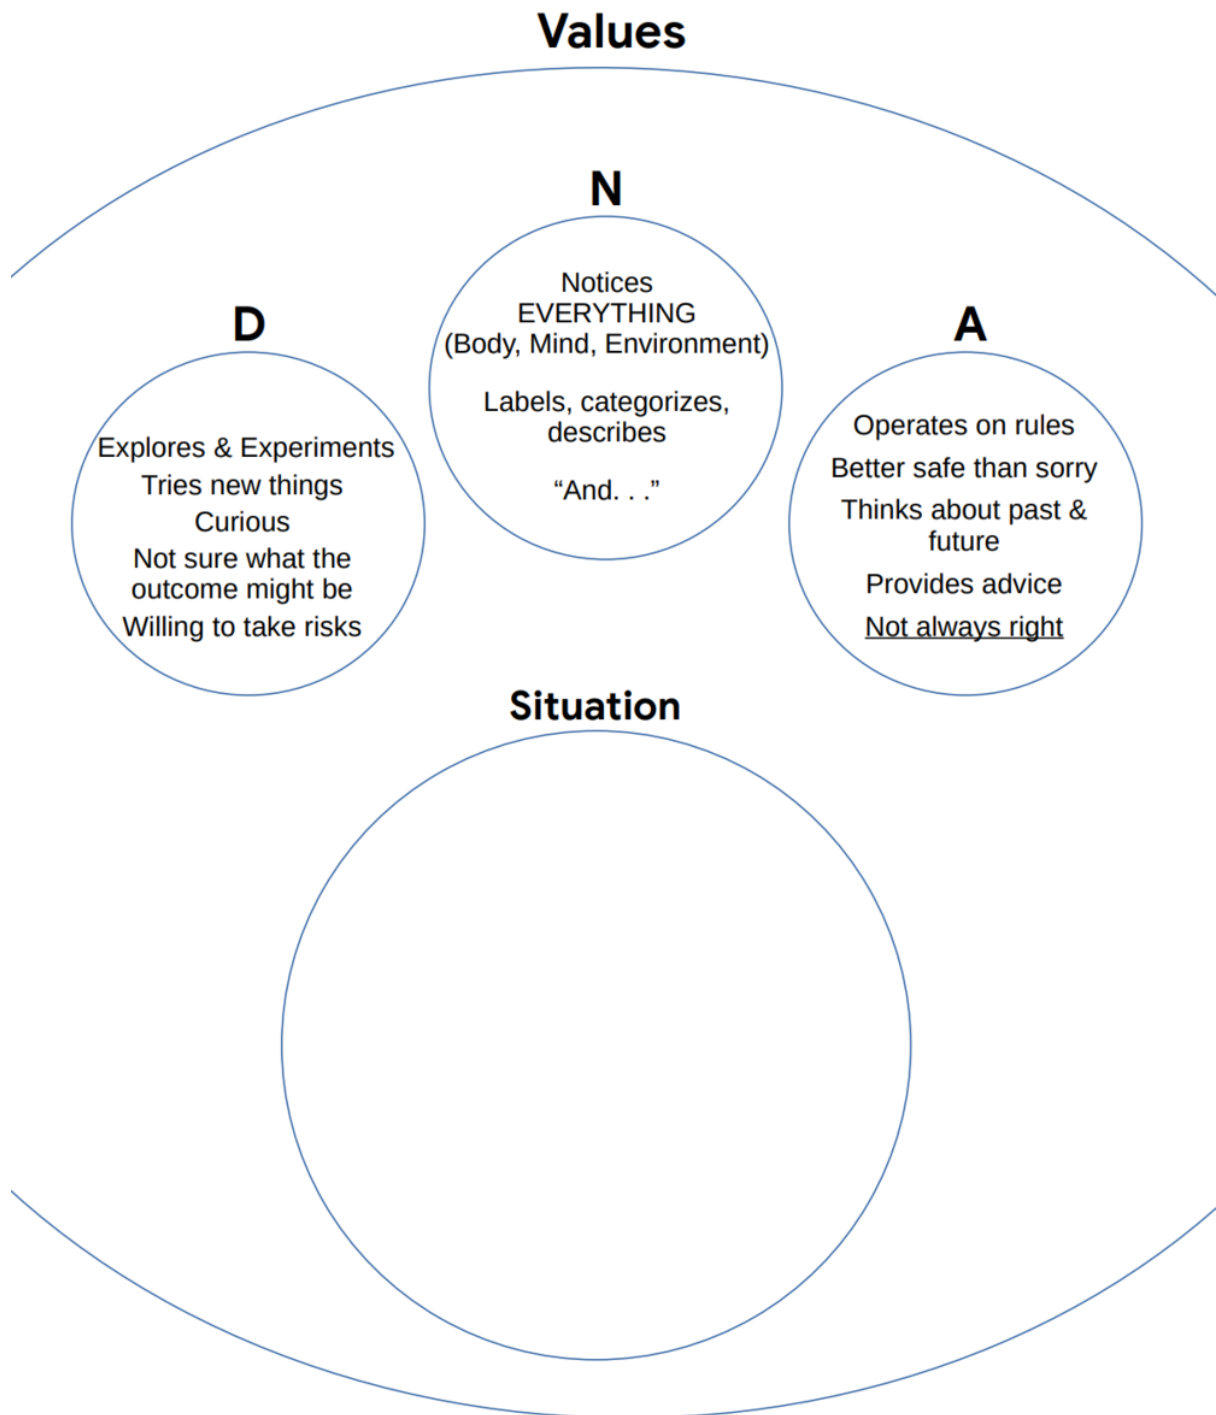 Values
D
Explores & Experiments
Tries new things
Curious
Not sure what the
outcome might be
Willing to take risks
N
Notices
EVERYTHING
(Body, Mind, Environment)
Labels, categorizes,
describes
“And. . .”
A
Operates on rules
Better safe than sorry
Thinks about past &
future
Provides advice
Not always right
Situation